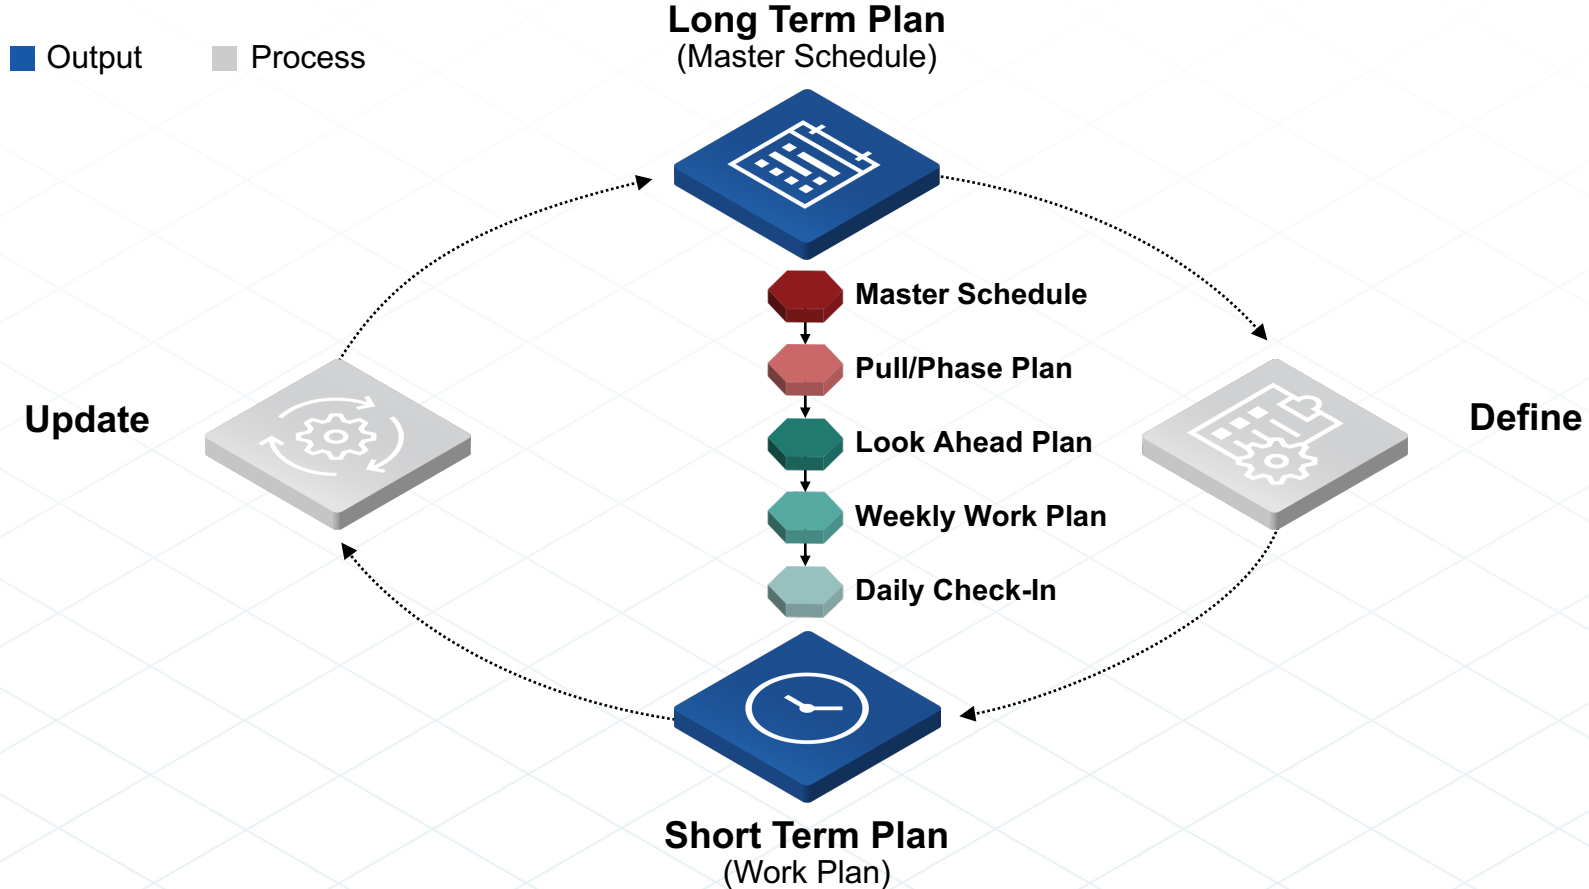 Long Term Plan
(Master Schedule)
Output
Process
Master Schedule
Pull/Phase Plan
Update
Define
Look Ahead Plan
Weekly Work Plan
Daily Check-In
Short Term Plan
(Work Plan)